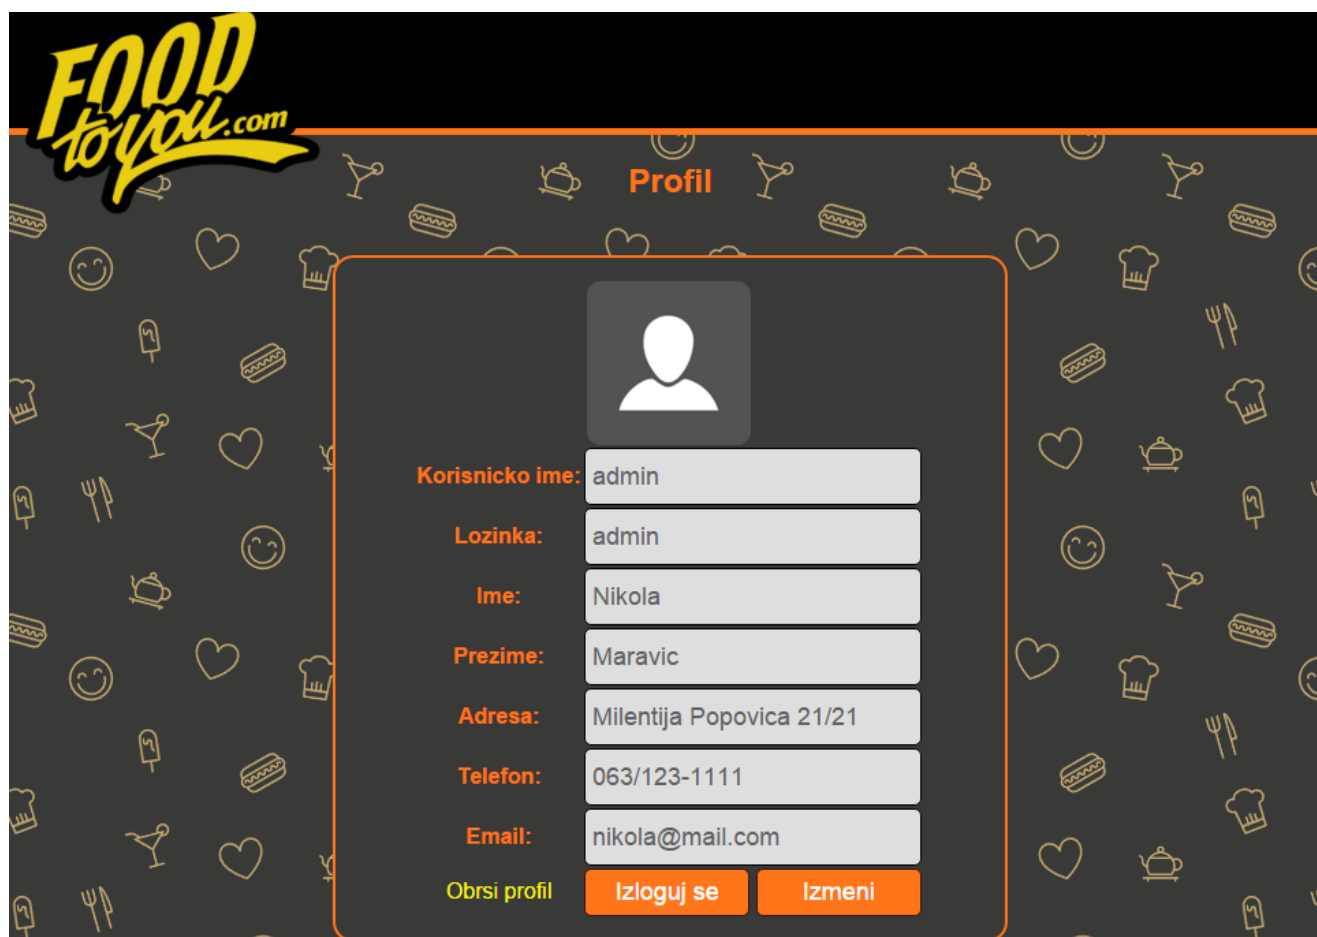 FOOD
to you.com
Profil
Korisnicko ime: admin
Lozinka: admin
Ime: Nikola
Prezime: Maravic
Adresa: Milentija Popovica 21/21
Telefon: 063/123-1111
Email: nikola@mail.com
Obrsi profil Izloguj se Izmeni